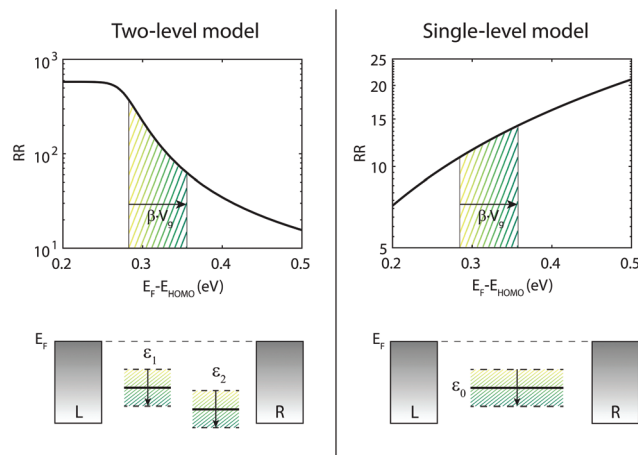 Two-level model
Single-level model
10³
10²
10¹
RR
β·V_g
0.2 0.3 0.4 0.5
E_F-E_HOMO (eV)
25
20
15
10
5
RR
β·V_g
0.2 0.3 0.4 0.5
E_F-E_HOMO (eV)
E_F
ε₁
ε₂
L
R
E_F
ε₀
L
R